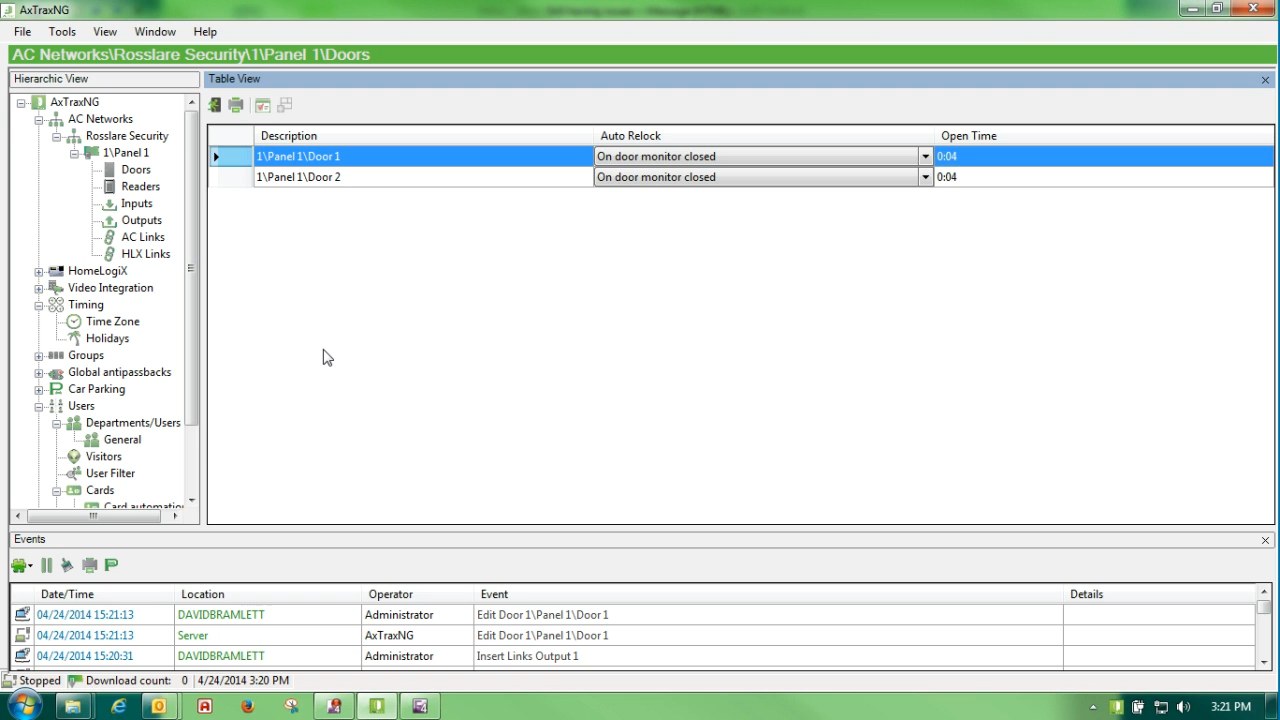 AxTraxNG
File Tools View Window Help
AC Networks\Rosslare Security\1\Panel 1\Doors
Hierarchic View
Table View
AxTraxNG
AC Networks
Rosslare Security
1\Panel 1
Doors
Readers
Inputs
Outputs
AC Links
HLX Links
HomeLogiX
Video Integration
Timing
Time Zone
Holidays
Groups
Global antipassbacks
Car Parking
Users
Departments/Users
General
Visitors
User Filter
Cards
Card automation
Description Auto Relock Open Time
1\Panel 1\Door 1 On door monitor closed 0:04
1\Panel 1\Door 2 On door monitor closed 0:04
Events
Date/Time Location Operator Event Details
04/24/2014 15:21:13 DAVIDBRAMLETT Administrator Edit Door 1\Panel 1\Door 1
04/24/2014 15:21:13 Server AxTraxNG Edit Door 1\Panel 1\Door 1
04/24/2014 15:20:31 DAVIDBRAMLETT Administrator Insert Links Output 1
Stopped Download count: 0 4/24/2014 3:20 PM
3:21 PM